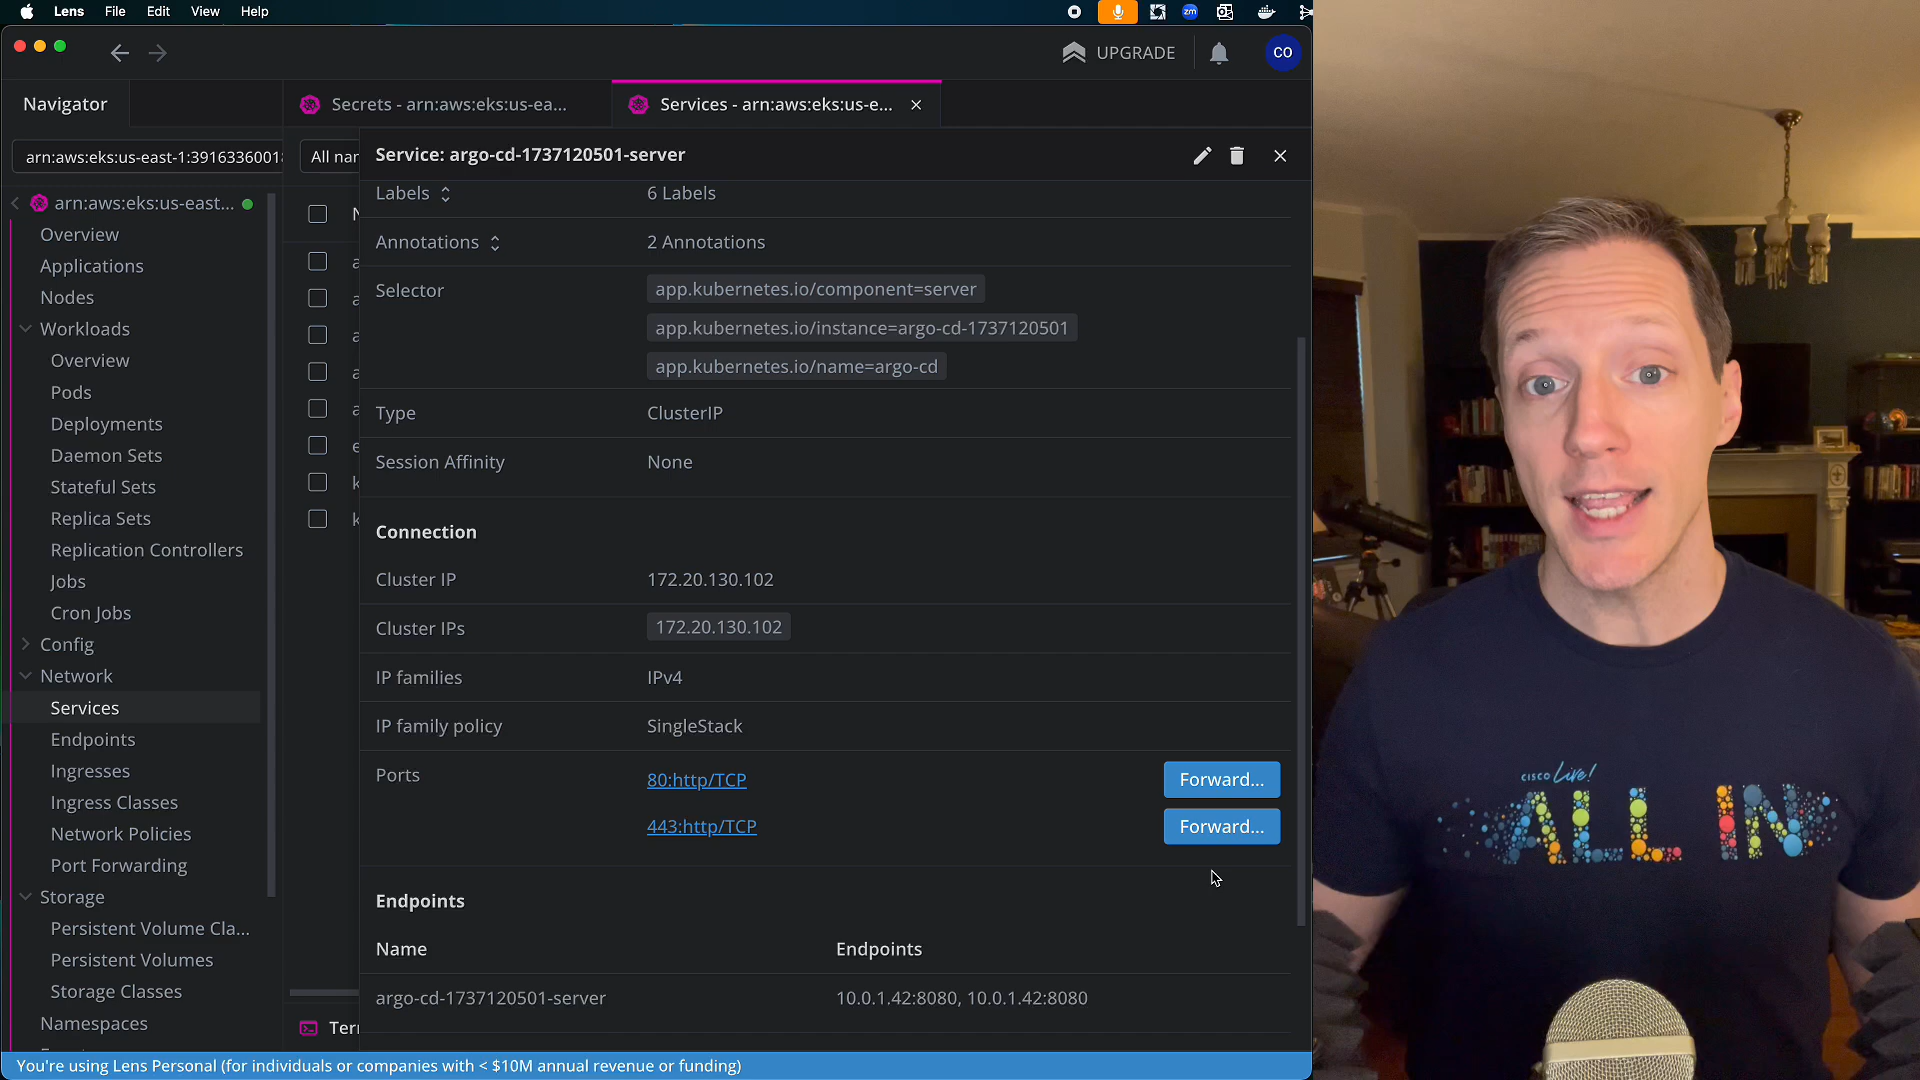 Lens File Edit View Help
zm
UPGRADE
CO
Navigator
Secrets - arn:aws:eks:us-ea...
Services - arn:aws:eks:us-e...
arn:aws:eks:us-east-1:39163360018
All nar
Service: argo-cd-1737120501-server
arn:aws:eks:us-east...
Overview
Applications
Nodes
Workloads
Overview
Pods
Deployments
Daemon Sets
Stateful Sets
Replica Sets
Replication Controllers
Jobs
Cron Jobs
Config
Network
Services
Endpoints
Ingresses
Ingress Classes
Network Policies
Port Forwarding
Storage
Persistent Volume Cla...
Persistent Volumes
Storage Classes
Namespaces
Labels 6 Labels
Annotations 2 Annotations
Selector app.kubernetes.io/component=server
app.kubernetes.io/instance=argo-cd-1737120501
app.kubernetes.io/name=argo-cd
Type ClusterIP
Session Affinity None
Connection
Cluster IP 172.20.130.102
Cluster IPs 172.20.130.102
IP families IPv4
IP family policy SingleStack
Ports 80:http/TCP Forward...
443:http/TCP Forward...
Endpoints
Name Endpoints
argo-cd-1737120501-server 10.0.1.42:8080, 10.0.1.42:8080
Ter
You're using Lens Personal (for individuals or companies with < $10M annual revenue or funding)
CISCO Live!
ALL IN